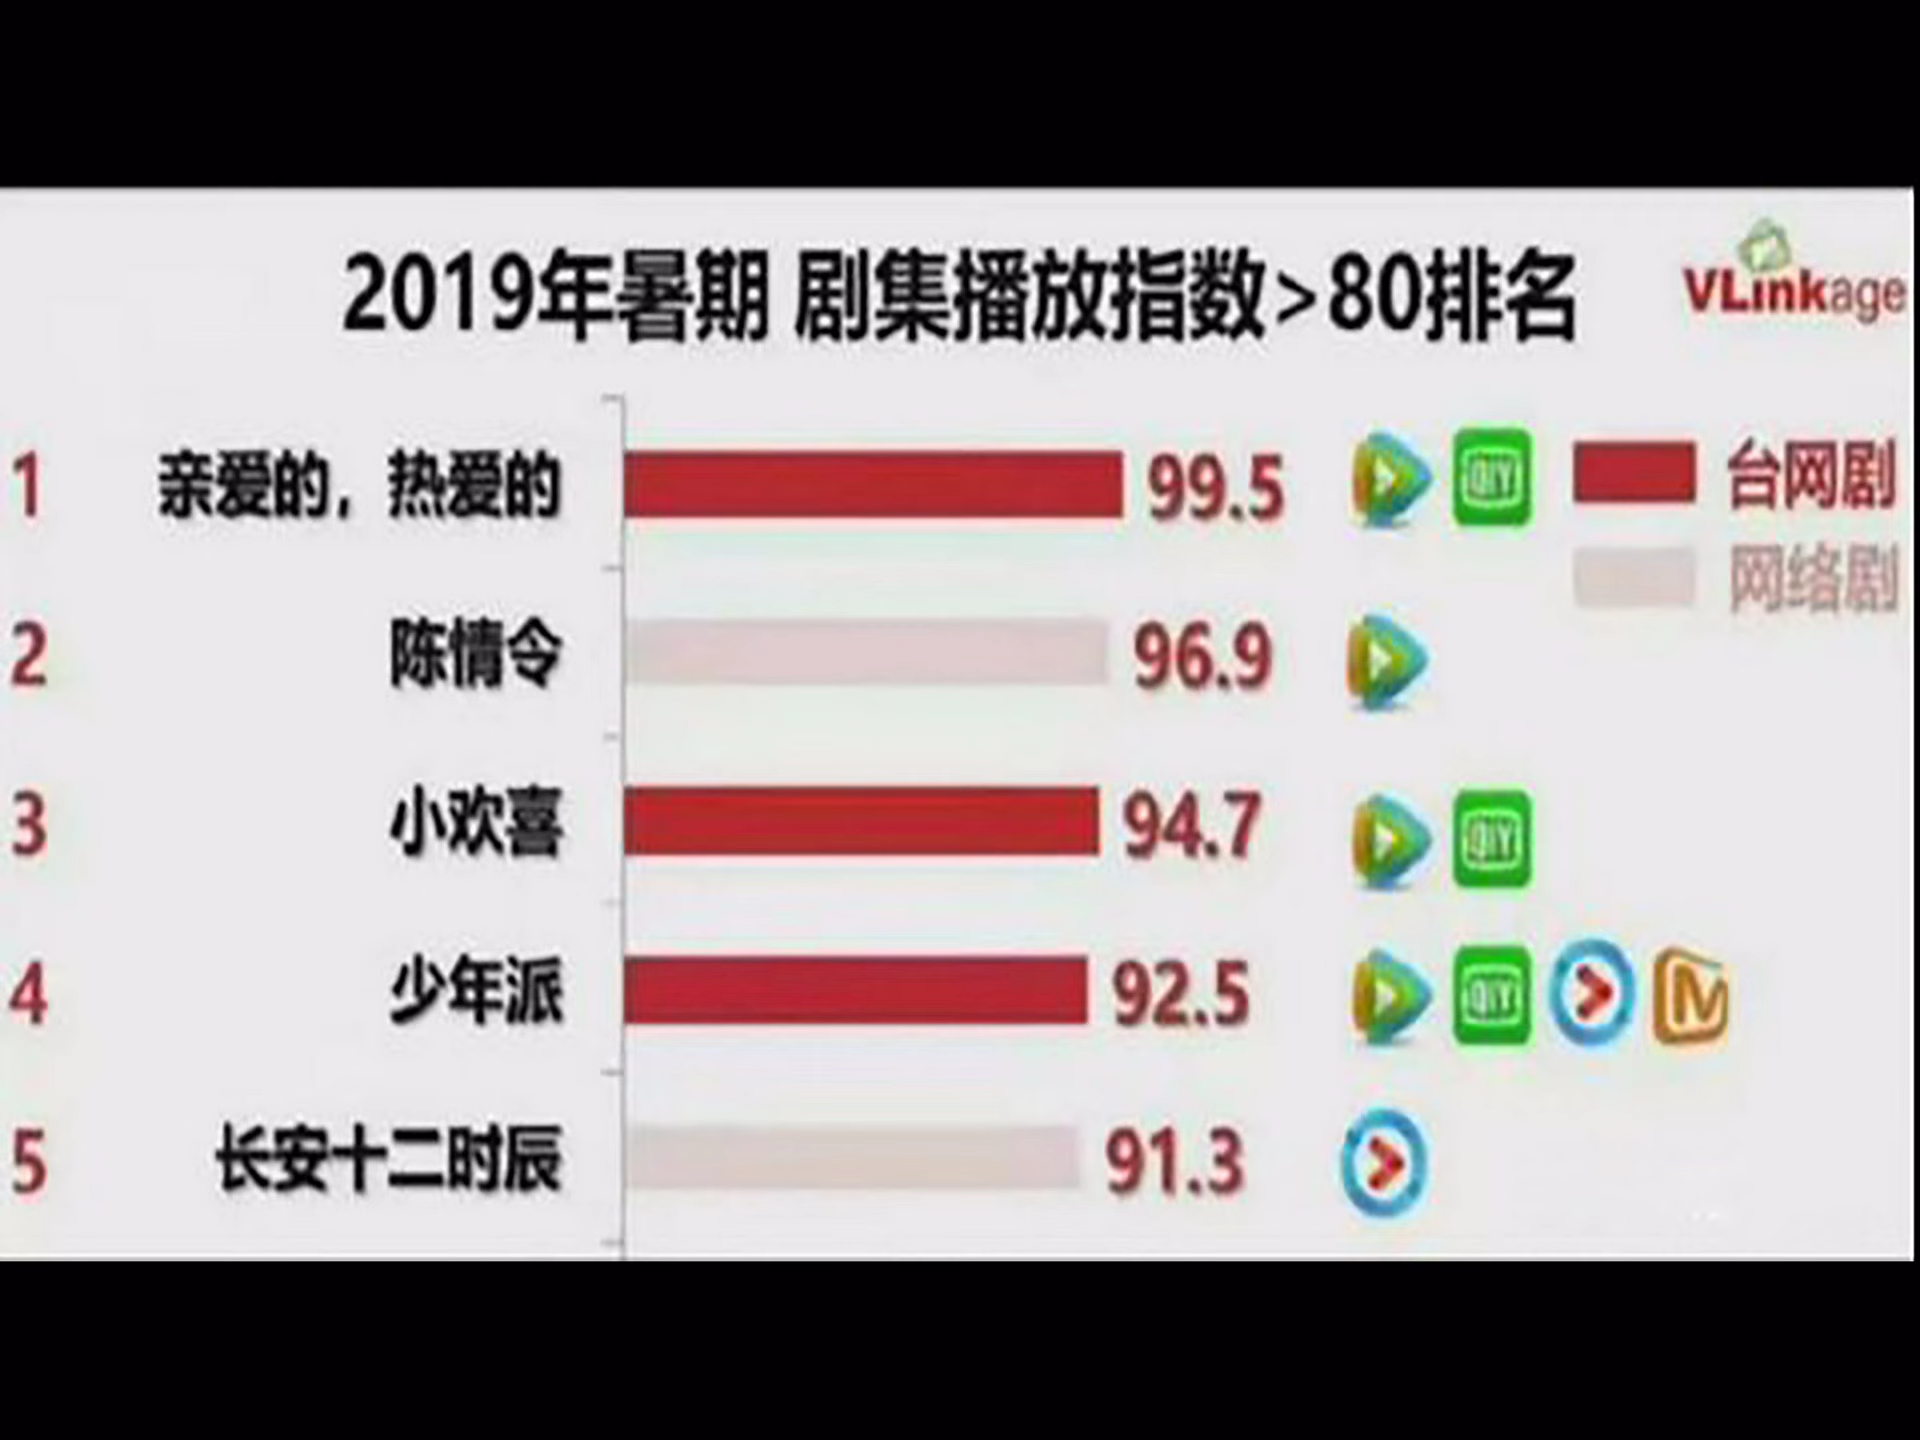 2019年暑期 剧集播放指数>80排名
VLinkage
1 亲爱的，热爱的 99.5 QIY 台网剧
网络剧
2 陈情令 96.9
3 小欢喜 94.7 QIY
4 少年派 92.5 QIY
5 长安十二时辰 91.3